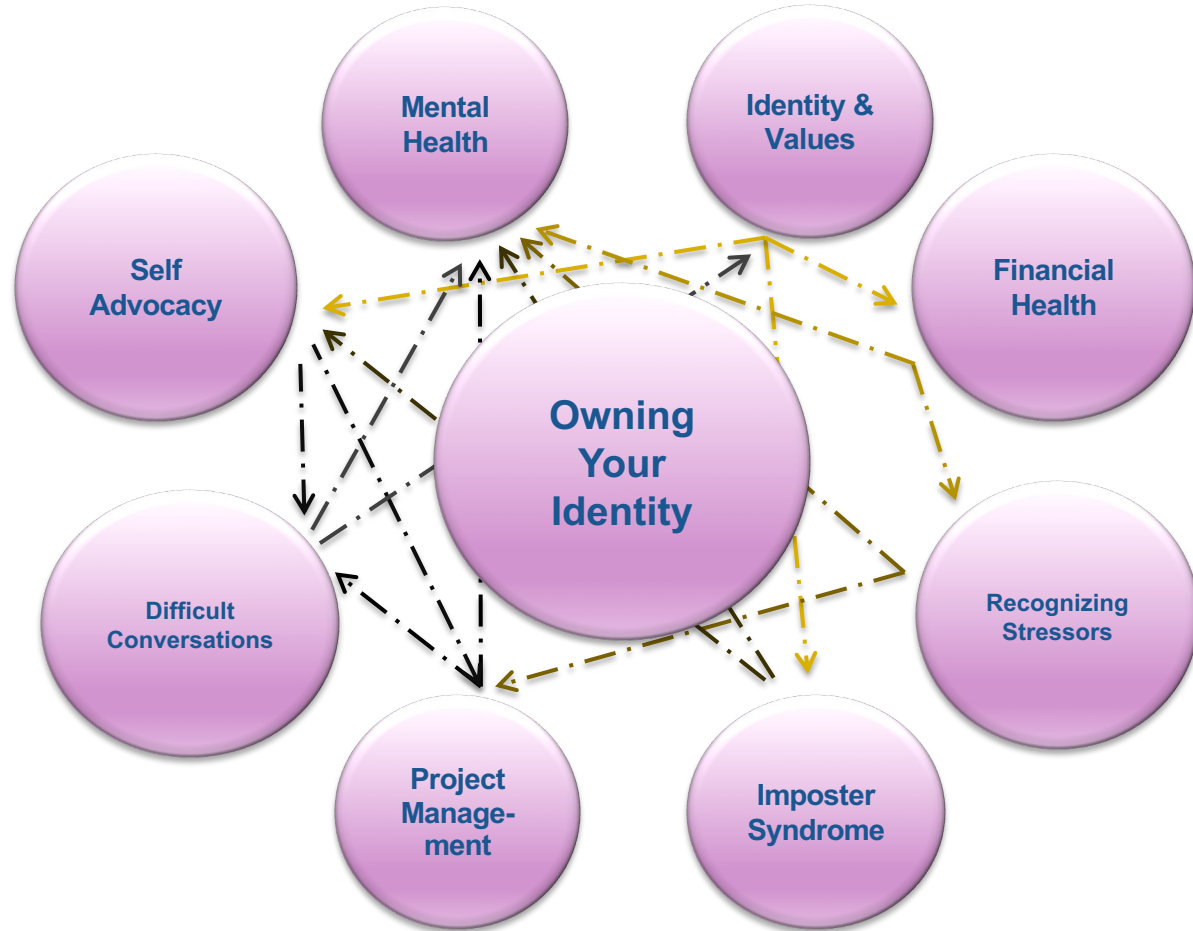 Mental
Health
Identity &
Values
Self
Advocacy
Financial
Health
Owning
Your
Identity
Difficult
Conversations
Recognizing
Stressors
Project
Manage-
ment
Imposter
Syndrome